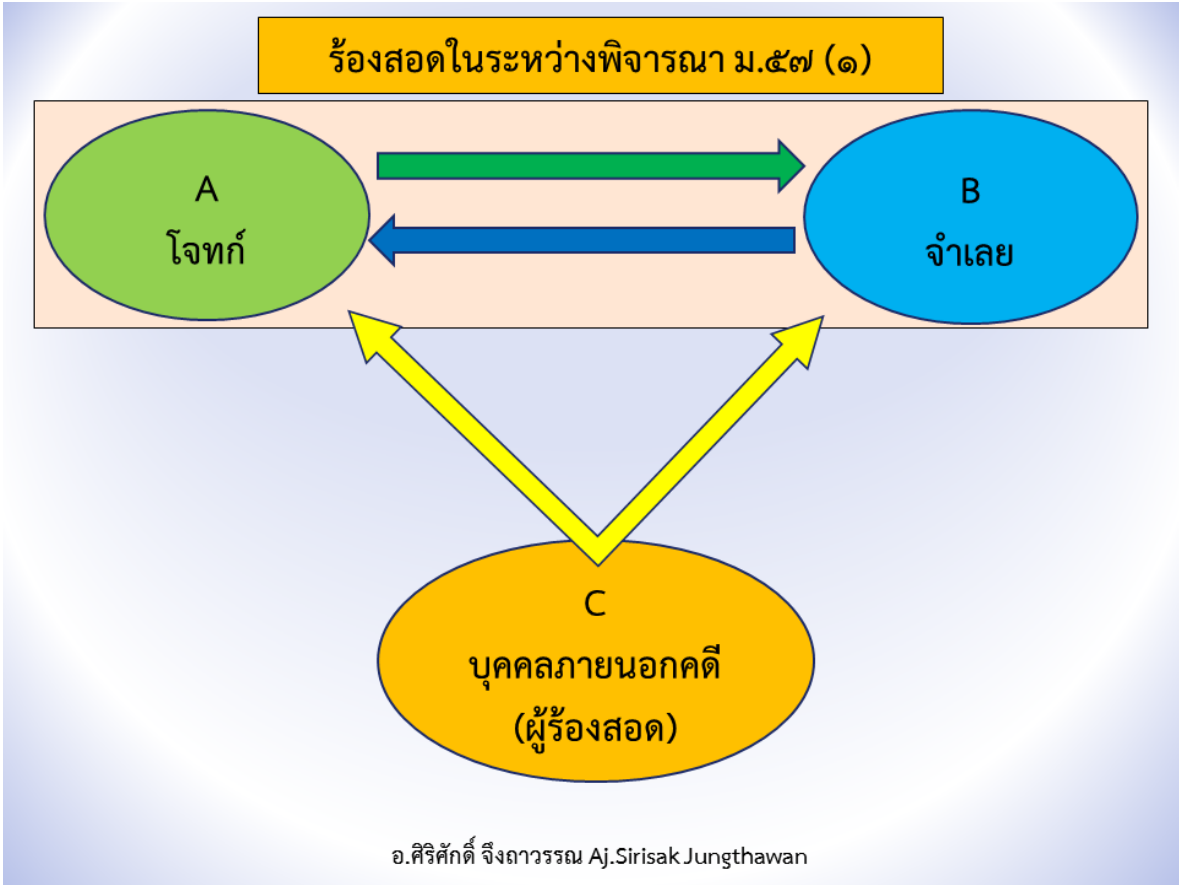 ร้องสอดในระหว่างพิจารณา ม.๕๗ (๑)
A
โจทก์
B
จำเลย
C
บุคคลภายนอกคดี
(ผู้ร้องสอด)
อ.ศิริศักดิ์ จึงถาวรรณ Aj.Sirisak Jungthawan